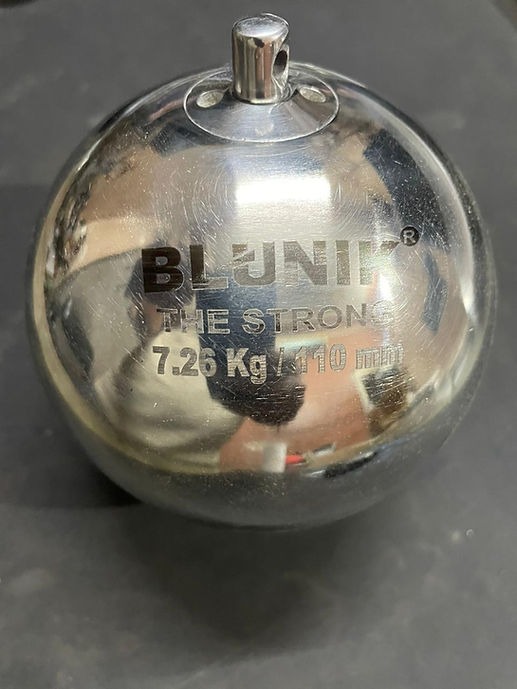 BLUNIK®
THE STRONG
7.26 Kg / 110 mm